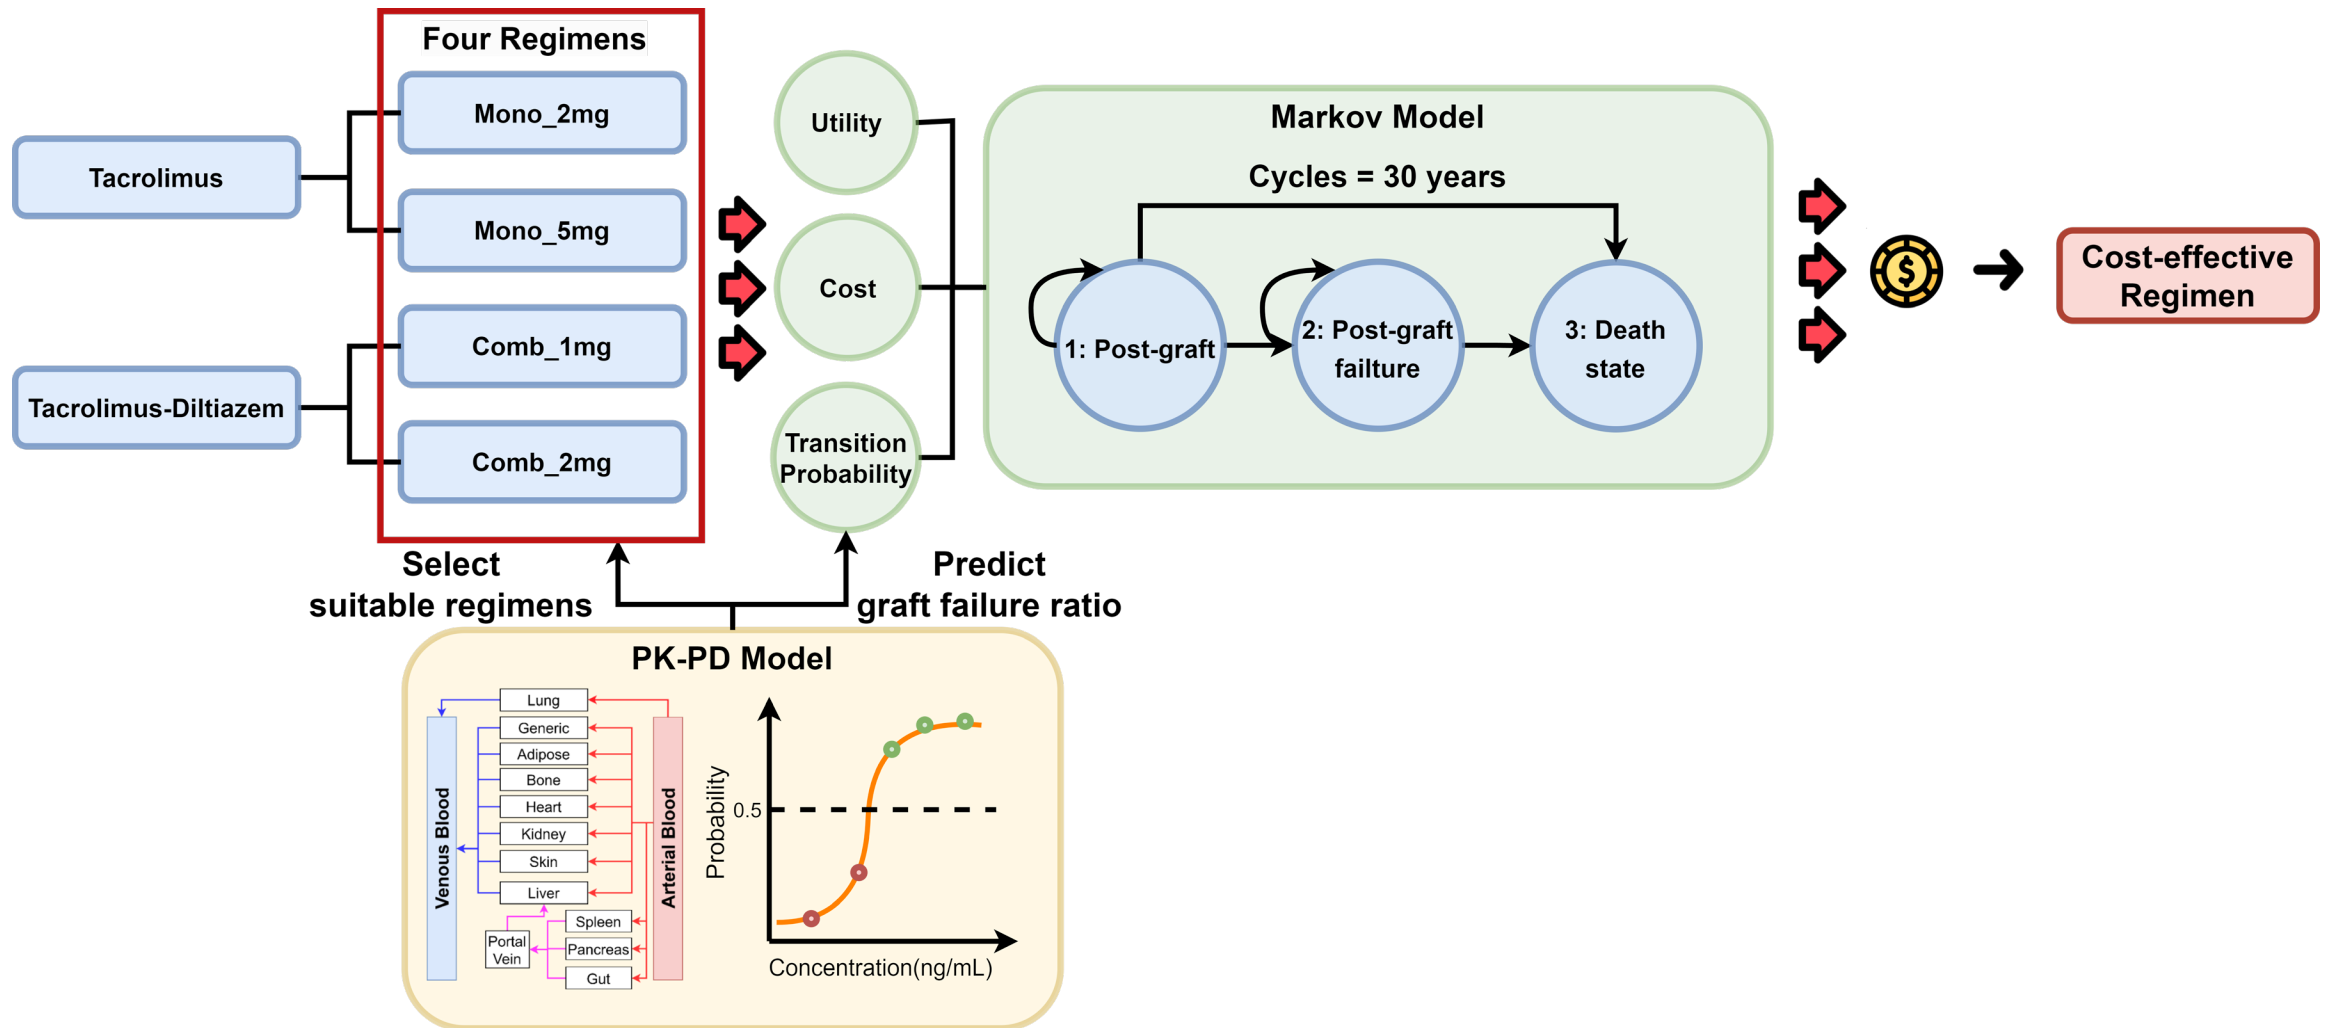 Four Regimens
Tacrolimus
Tacrolimus-Diltiazem
Mono_2mg
Mono_5mg
Comb_1mg
Comb_2mg
Utility
Cost
Transition
Probability
Markov Model
Cycles = 30 years
1: Post-graft
2: Post-graft
failture
3: Death
state
$
Cost-effective
Regimen
Select
suitable regimens
Predict
graft failure ratio
PK-PD Model
Venous Blood
Lung
Generic
Adipose
Bone
Heart
Kidney
Skin
Liver
Spleen
Pancreas
Gut
Portal
Vein
Arterial Blood
Probability
0.5
Concentration(ng/mL)